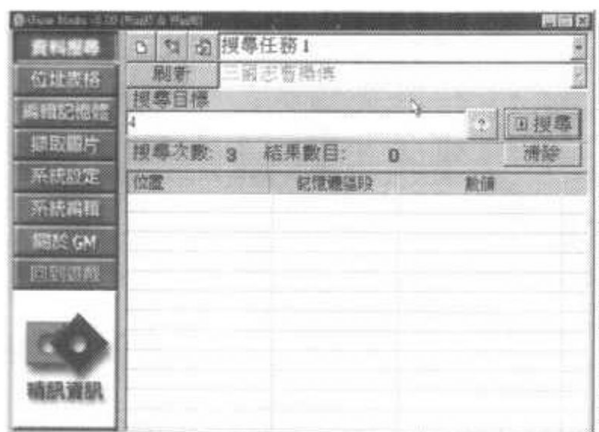 資料搜尋
位址表格
編輯記憶體
擷取圖片
系統設定
系統編輯
關於 GM
回到遊戲
精訊資訊
搜尋任務 1
刷新
三國志曹操傳
搜尋目標
4
?
搜尋
搜尋次數: 3 結果數目: 0
清除
位置 記憶體區段 數值